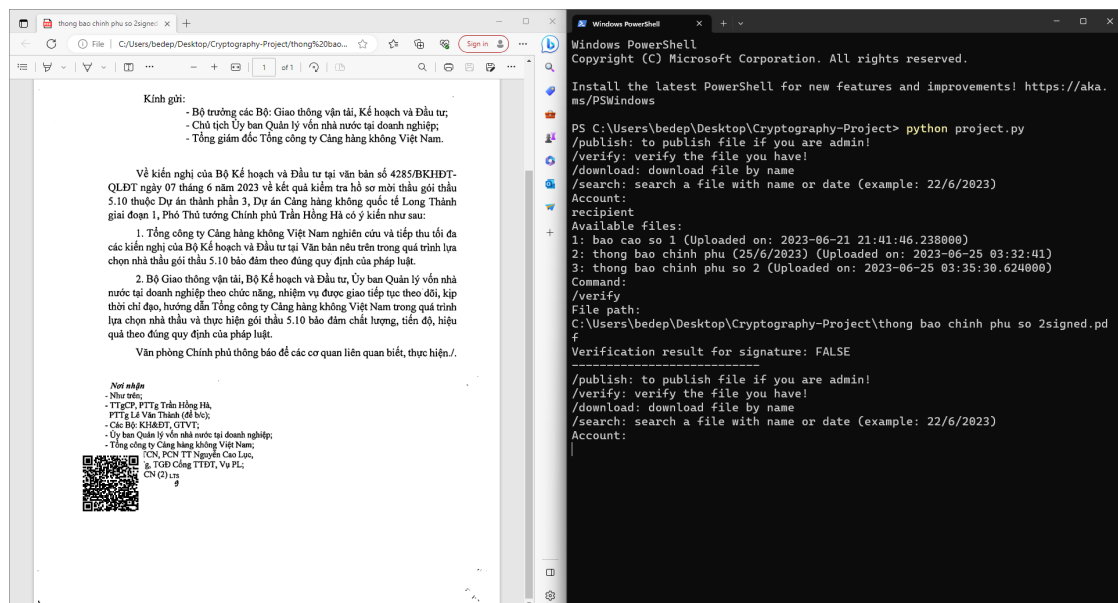 thong bao chinh phu so 2signed
File
C:/Users/bedep/Desktop/Cryptography-Project/thong%20bao...
Sign in
1 of 1
Kính gửi:
- Bộ trưởng các Bộ: Giao thông vận tải, Kế hoạch và Đầu tư;
- Chủ tịch Ủy ban Quản lý vốn nhà nước tại doanh nghiệp;
- Tổng giám đốc Tổng công ty Cảng hàng không Việt Nam.
Về kiến nghị của Bộ Kế hoạch và Đầu tư tại văn bản số 4285/BKHĐT-
QLĐT ngày 07 tháng 6 năm 2023 về kết quả kiểm tra hồ sơ mời thầu gói thầu
5.10 thuộc Dự án thành phần 3, Dự án Cảng hàng không quốc tế Long Thành
giai đoạn 1, Phó Thủ tướng Chính phủ Trần Hồng Hà có ý kiến như sau:
1. Tổng công ty Cảng hàng không Việt Nam nghiên cứu và tiếp thu tối đa
các kiến nghị của Bộ Kế hoạch và Đầu tư tại Văn bản nêu trên trong quá trình lựa
chọn nhà thầu gói thầu 5.10 bảo đảm theo đúng quy định của pháp luật.
2. Bộ Giao thông vận tải, Bộ Kế hoạch và Đầu tư, Ủy ban Quản lý vốn nhà
nước tại doanh nghiệp theo chức năng, nhiệm vụ được giao tiếp tục theo dõi, kịp
thời chỉ đạo, hướng dẫn Tổng công ty Cảng hàng không Việt Nam trong quá trình
lựa chọn nhà thầu và thực hiện gói thầu 5.10 bảo đảm chất lượng, tiến độ, hiệu
quả theo đúng quy định của pháp luật.
Văn phòng Chính phủ thông báo để các cơ quan liên quan biết, thực hiện./.
Nơi nhận
- Như trên;
- TTgCP, PTTg Trần Hồng Hà,
PTTg Lê Văn Thành (để b/c);
- Các Bộ: KH&ĐT, GTVT;
- Ủy ban Quản lý vốn nhà nước tại doanh nghiệp;
- Tổng công ty Cảng hàng không Việt Nam;
TCN, PCN TT Nguyễn Cao Lục,
g, TGĐ Cổng TTĐT, Vụ PL;
CN (2) LTS
9
Windows PowerShell
Windows PowerShell
Copyright (C) Microsoft Corporation. All rights reserved.
Install the latest PowerShell for new features and improvements! https://aka.
ms/PSWindows
PS C:\Users\bedep\Desktop\Cryptography-Project> python project.py
/publish: to publish file if you are admin!
/verify: verify the file you have!
/download: download file by name
/search: search a file with name or date (example: 22/6/2023)
Account:
recipient
Available files:
1: bao cao so 1 (Uploaded on: 2023-06-21 21:41:46.238000)
2: thong bao chinh phu (25/6/2023) (Uploaded on: 2023-06-25 03:32:41)
3: thong bao chinh phu so 2 (Uploaded on: 2023-06-25 03:35:30.624000)
Command:
/verify
File path:
C:\Users\bedep\Desktop\Cryptography-Project\thong bao chinh phu so 2signed.pd
f
Verification result for signature: FALSE
---------------------------
/publish: to publish file if you are admin!
/verify: verify the file you have!
/download: download file by name
/search: search a file with name or date (example: 22/6/2023)
Account: